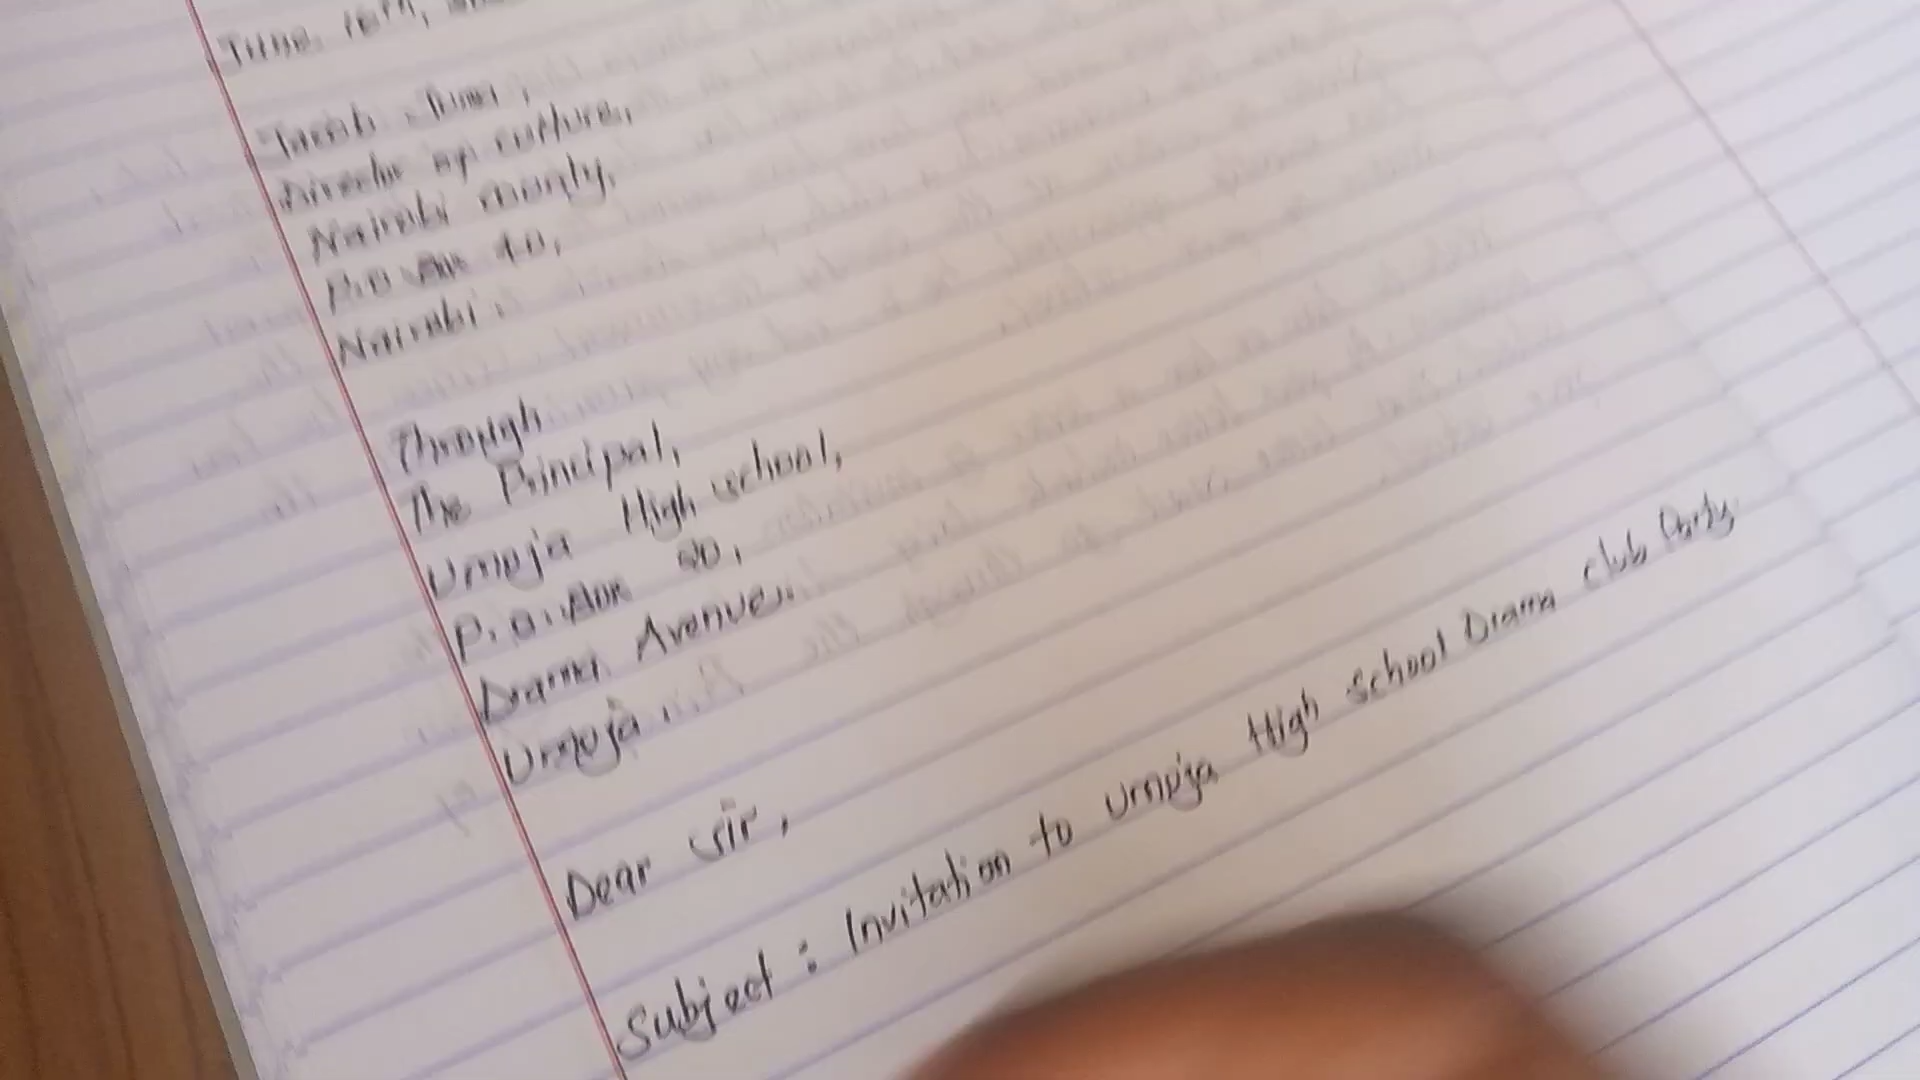 June 16th,
Jacob Juma,
Director of culture,
Nairobi county,
P.O. Box 40,
Nairobi.
Through
The Principal,
Umoja High school,
P.O. Box 20,
Drama Avenue,
Umoja.
Dear Sir,
Subject: Invitation to Umoja High School Drama club Party.